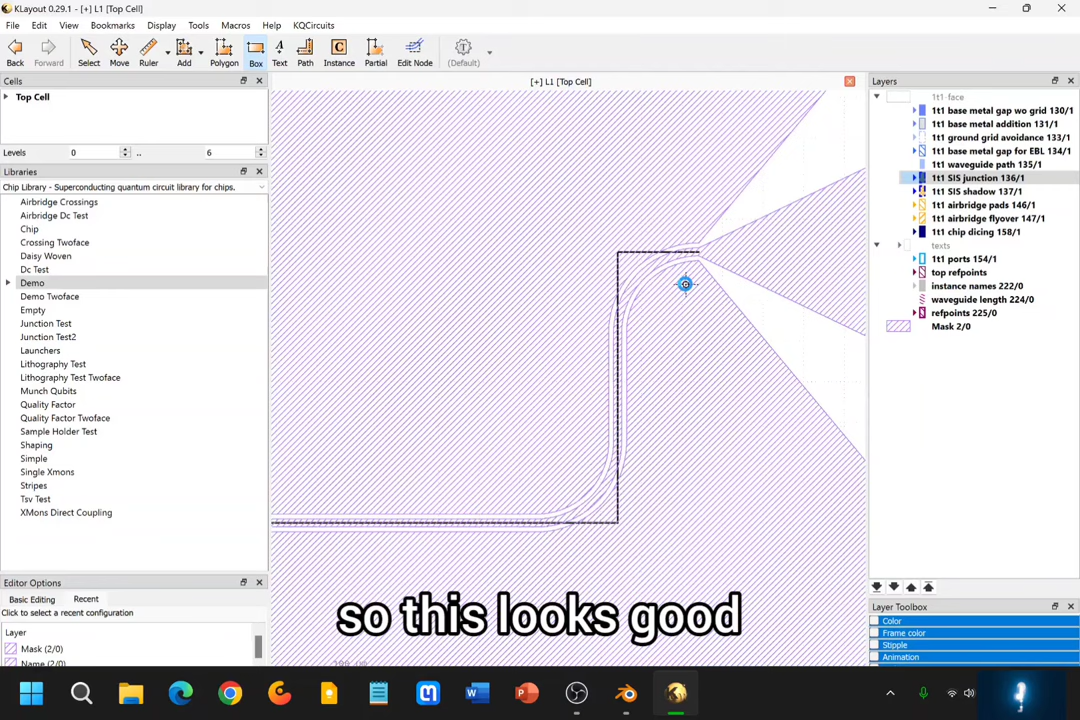 KLayout 0.29.1 - [+] L1 [Top Cell]
File Edit View Bookmarks Display Tools Macros Help KQCircuits
Back Forward Select Move Ruler Add Polygon Box Text Path Instance Partial Edit Node (Default)
Cells
Top Cell
Levels 0 .. 6
Libraries
Chip Library - Superconducting quantum circuit library for chips.
Airbridge Crossings
Airbridge Dc Test
Chip
Crossing Twoface
Daisy Woven
Dc Test
Demo
Demo Twoface
Empty
Junction Test
Junction Test2
Launchers
Lithography Test
Lithography Test Twoface
Munch Qubits
Quality Factor
Quality Factor Twoface
Sample Holder Test
Shaping
Simple
Single Xmons
Stripes
Tsv Test
XMons Direct Coupling
Editor Options
Basic Editing Recent
Click to select a recent configuration
Layer
Mask (2/0)
Name (2/0)
[+] L1 [Top Cell]
so this looks good
Layers
1t1-face
1t1 base metal gap wo grid 130/1
1t1 base metal addition 131/1
1t1 ground grid avoidance 133/1
1t1 base metal gap for EBL 134/1
1t1 waveguide path 135/1
1t1 SIS junction 136/1
1t1 SIS shadow 137/1
1t1 airbridge pads 146/1
1t1 airbridge flyover 147/1
1t1 chip dicing 158/1
texts
1t1 ports 154/1
top refpoints
instance names 222/0
waveguide length 224/0
refpoints 225/0
Mask 2/0
Layer Toolbox
Color
Frame color
Stipple
Animation